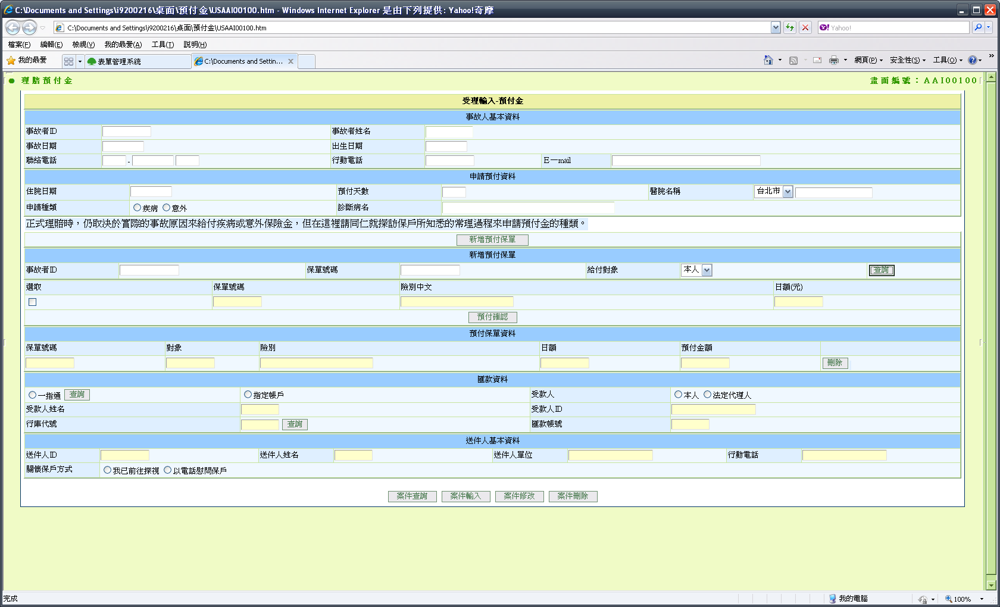 C:\Documents and Settings\i9200216\桌面\預付金\USAAI00100.htm - Windows Internet Explorer 是由下列提供: Yahoo!奇摩
C:\Documents and Settings\i9200216\桌面\預付金\USAAI00100.htm Yahoo!
檔案(F) 編輯(E) 檢視(V) 我的最愛(A) 工具(T) 說明(H)
我的最愛 表單管理系統 C:\Documents and Settin... 網頁(P) 安全性(S) 工具(O) »
理賠預付金 畫面編號：AAI00100
受理輸入-預付金
事故人基本資料
事故者ID 事故者姓名
事故日期 出生日期
聯絡電話 - 行動電話 E－mail
申請預付資料
住院日期 預付天數 醫院名稱 台北市
申請種類 疾病 意外 診斷病名
正式理賠時，仍取決於實際的事故原因來給付疾病或意外保險金，但在這裡請同仁就探訪保戶所知悉的常理過程來申請預付金的種類。
新增預付保單
新增預付保單
事故者ID 保單號碼 給付對象 本人 查詢
選取 保單號碼 險別中文 日額(元)
預付確認
預付保單資料
保單號碼 對象 險別 日額 預付金額
刪除
匯款資料
一指通 查詢 指定帳戶 受款人 本人 法定代理人
受款人姓名 受款人ID
行庫代號 查詢 匯款帳號
送件人基本資料
送件人ID 送件人姓名 送件人單位 行動電話
關懷保戶方式 我已前往探視 以電話慰問保戶
案件查詢 案件輸入 案件修改 案件刪除
完成 我的電腦 100%